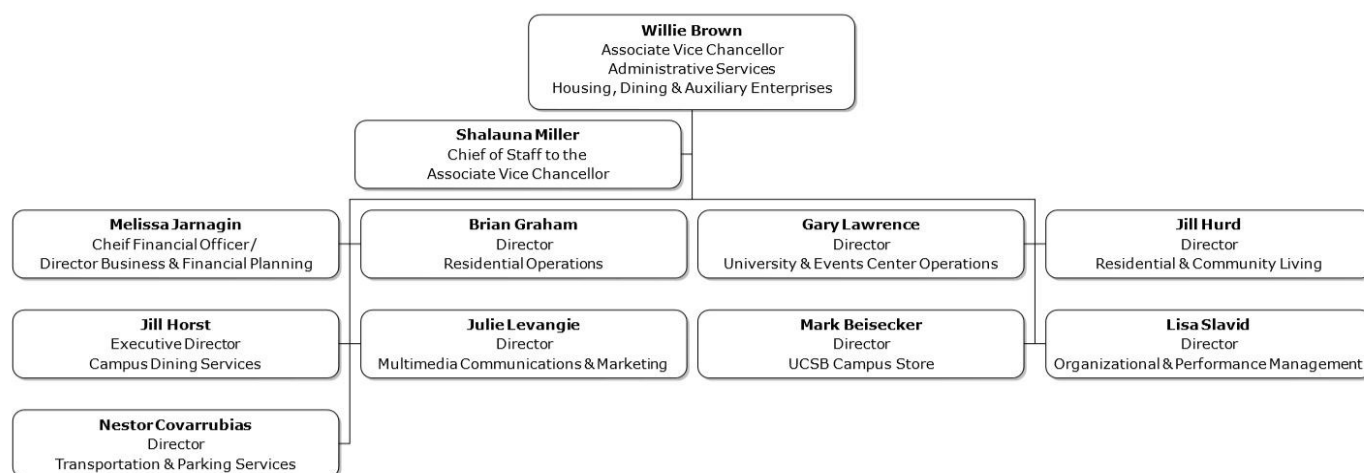 Willie Brown
Associate Vice Chancellor
Administrative Services
Housing, Dining & Auxiliary Enterprises
Shalauna Miller
Chief of Staff to the
Associate Vice Chancellor
Melissa Jarnagin
Cheif Financial Officer/
Director Business & Financial Planning
Brian Graham
Director
Residential Operations
Gary Lawrence
Director
University & Events Center Operations
Jill Hurd
Director
Residential & Community Living
Jill Horst
Executive Director
Campus Dining Services
Julie Levangie
Director
Multimedia Communications & Marketing
Mark Beisecker
Director
UCSB Campus Store
Lisa Slavid
Director
Organizational & Performance Management
Nestor Covarrubias
Director
Transportation & Parking Services